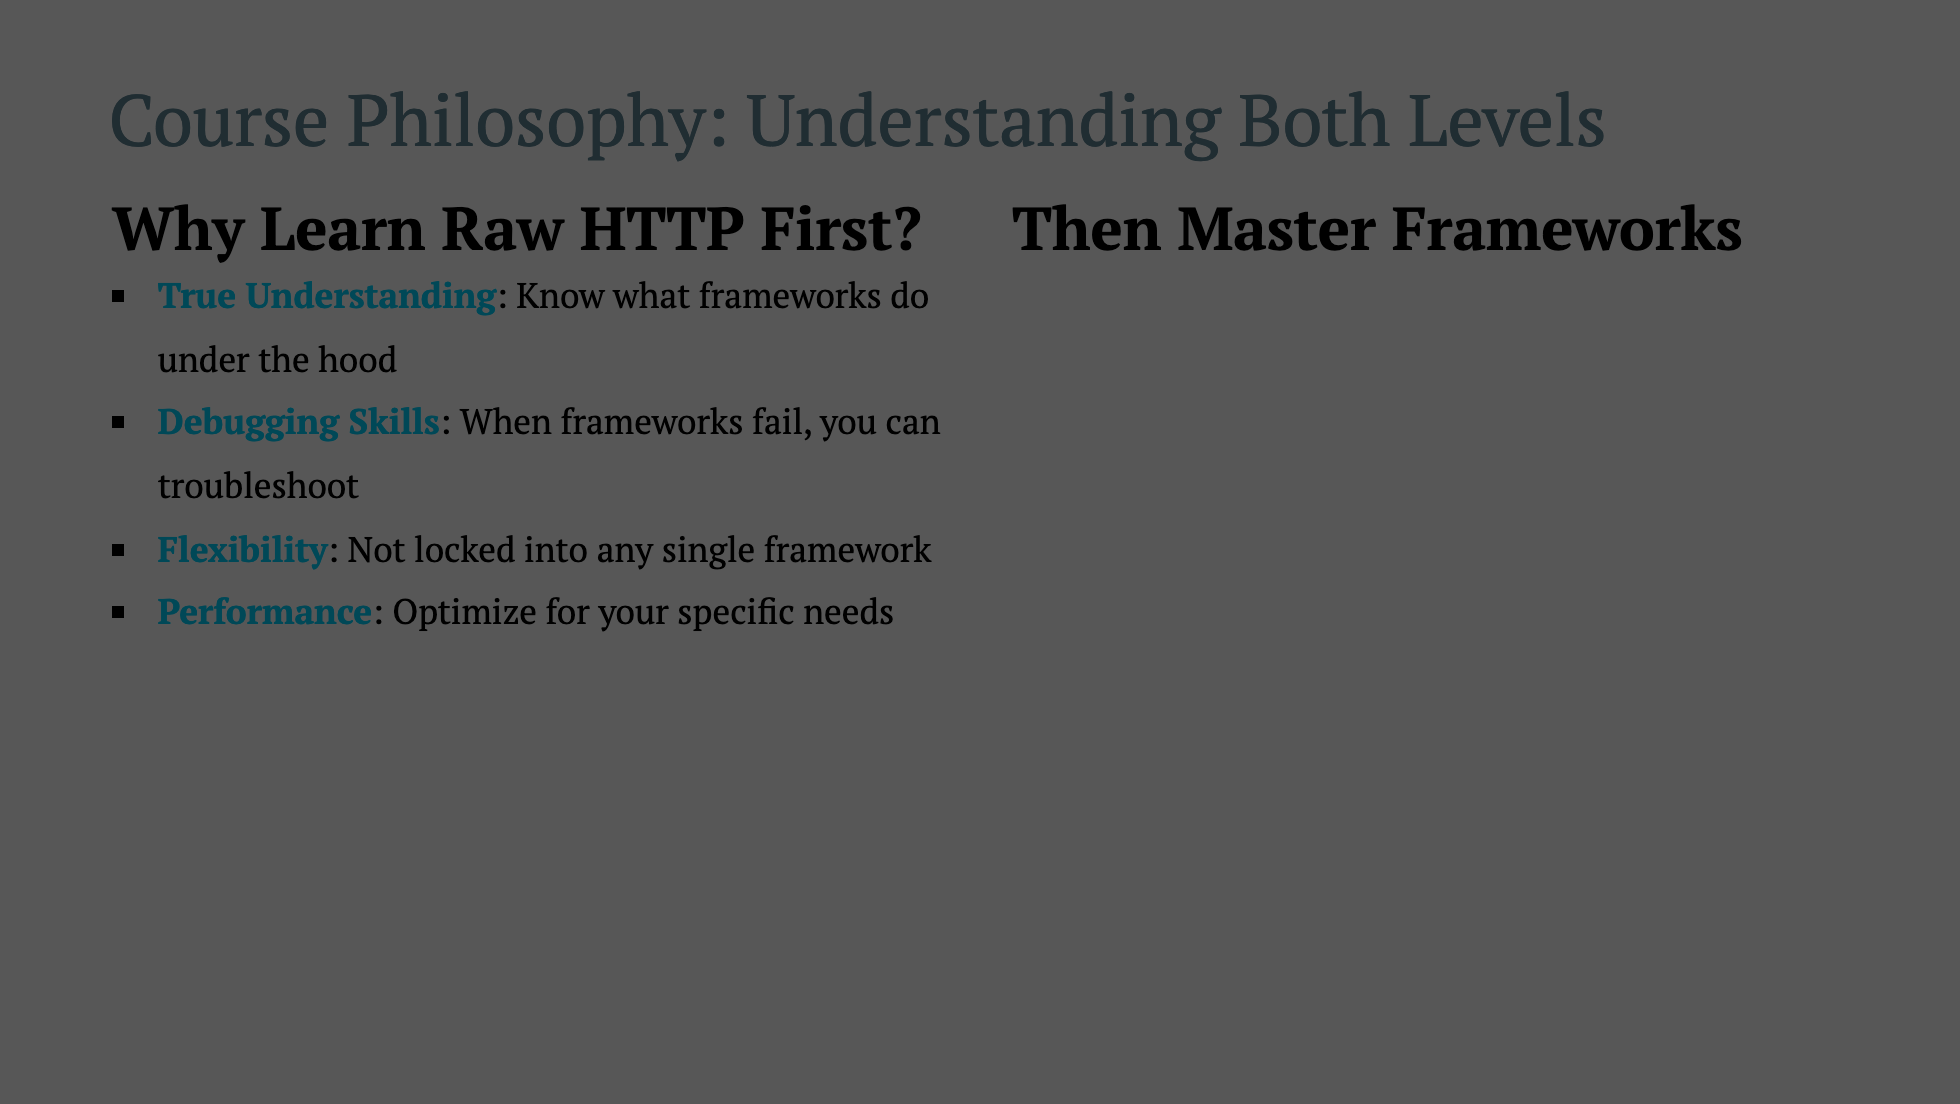 Course Philosophy: Understanding Both Levels
Why Learn Raw HTTP First?
▪ True Understanding: Know what frameworks do
under the hood
▪ Debugging Skills: When frameworks fail, you can
troubleshoot
▪ Flexibility: Not locked into any single framework
▪ Performance: Optimize for your specific needs
Then Master Frameworks